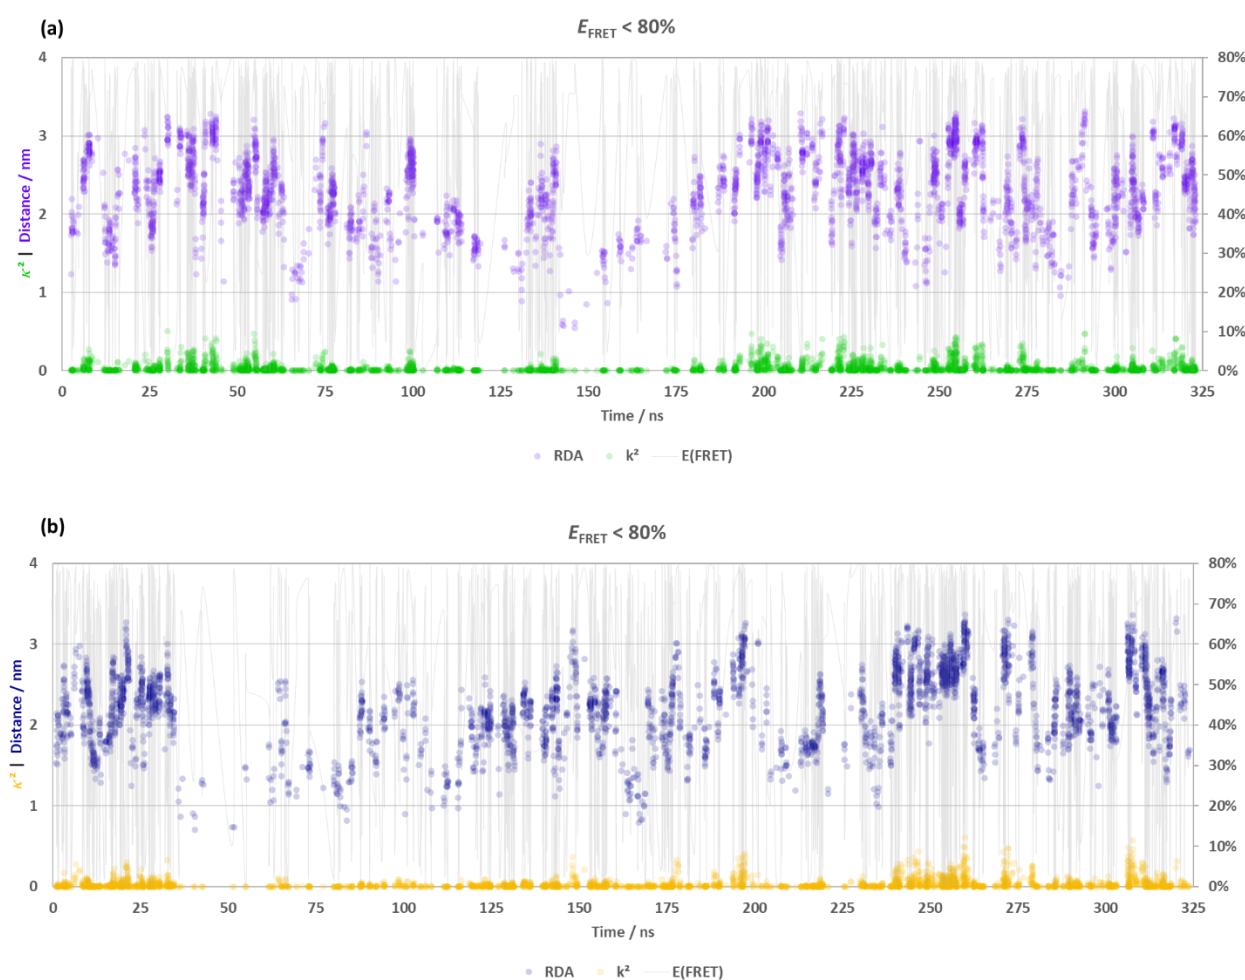 (a)
E_FRET < 80%
κ² | Distance / nm
4
3
2
1
0
80%
70%
60%
50%
40%
30%
20%
10%
0%
0 25 50 75 100 125 150 175 200 225 250 275 300 325
Time / ns
RDA k² E(FRET)
(b)
E_FRET < 80%
κ² | Distance / nm
4
3
2
1
0
80%
70%
60%
50%
40%
30%
20%
10%
0%
0 25 50 75 100 125 150 175 200 225 250 275 300 325
Time / ns
RDA k² E(FRET)